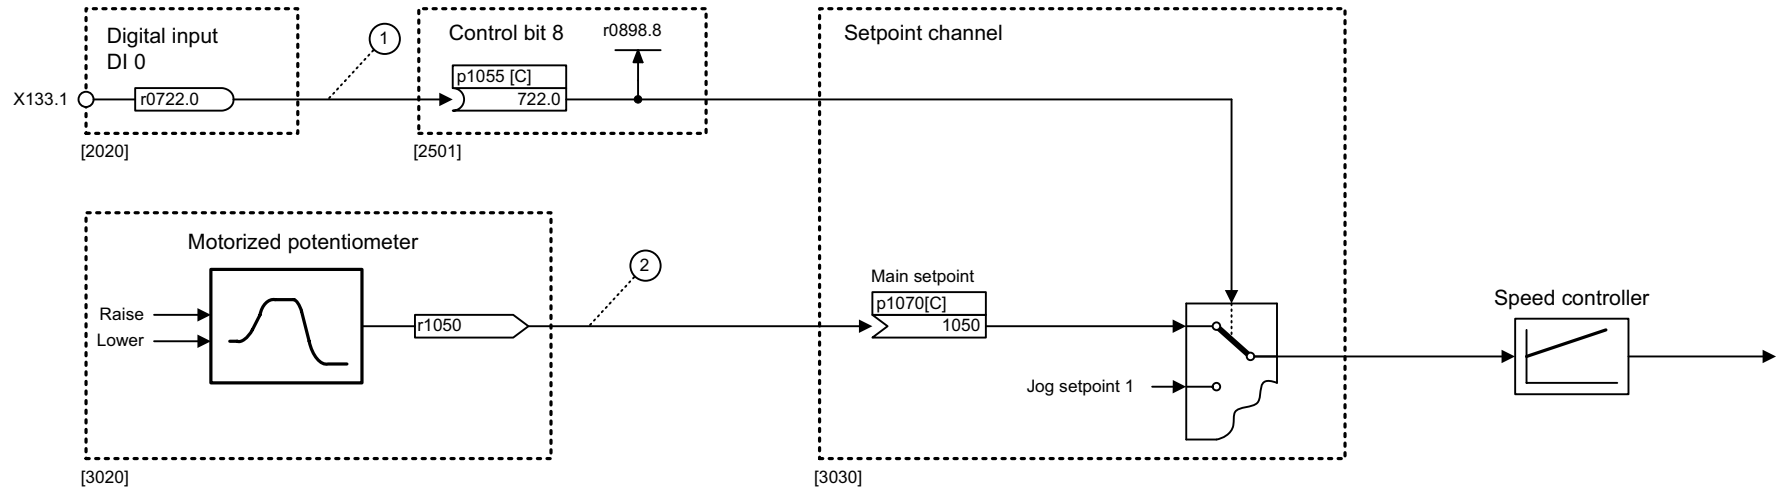 Digital input
DI 0
X133.1
r0722.0
[2020]
1
Control bit 8
r0898.8
p1055 [C]
722.0
[2501]
Setpoint channel
Motorized potentiometer
Raise
Lower
r1050
[3020]
2
Main setpoint
p1070[C]
1050
Jog setpoint 1
[3030]
Speed controller